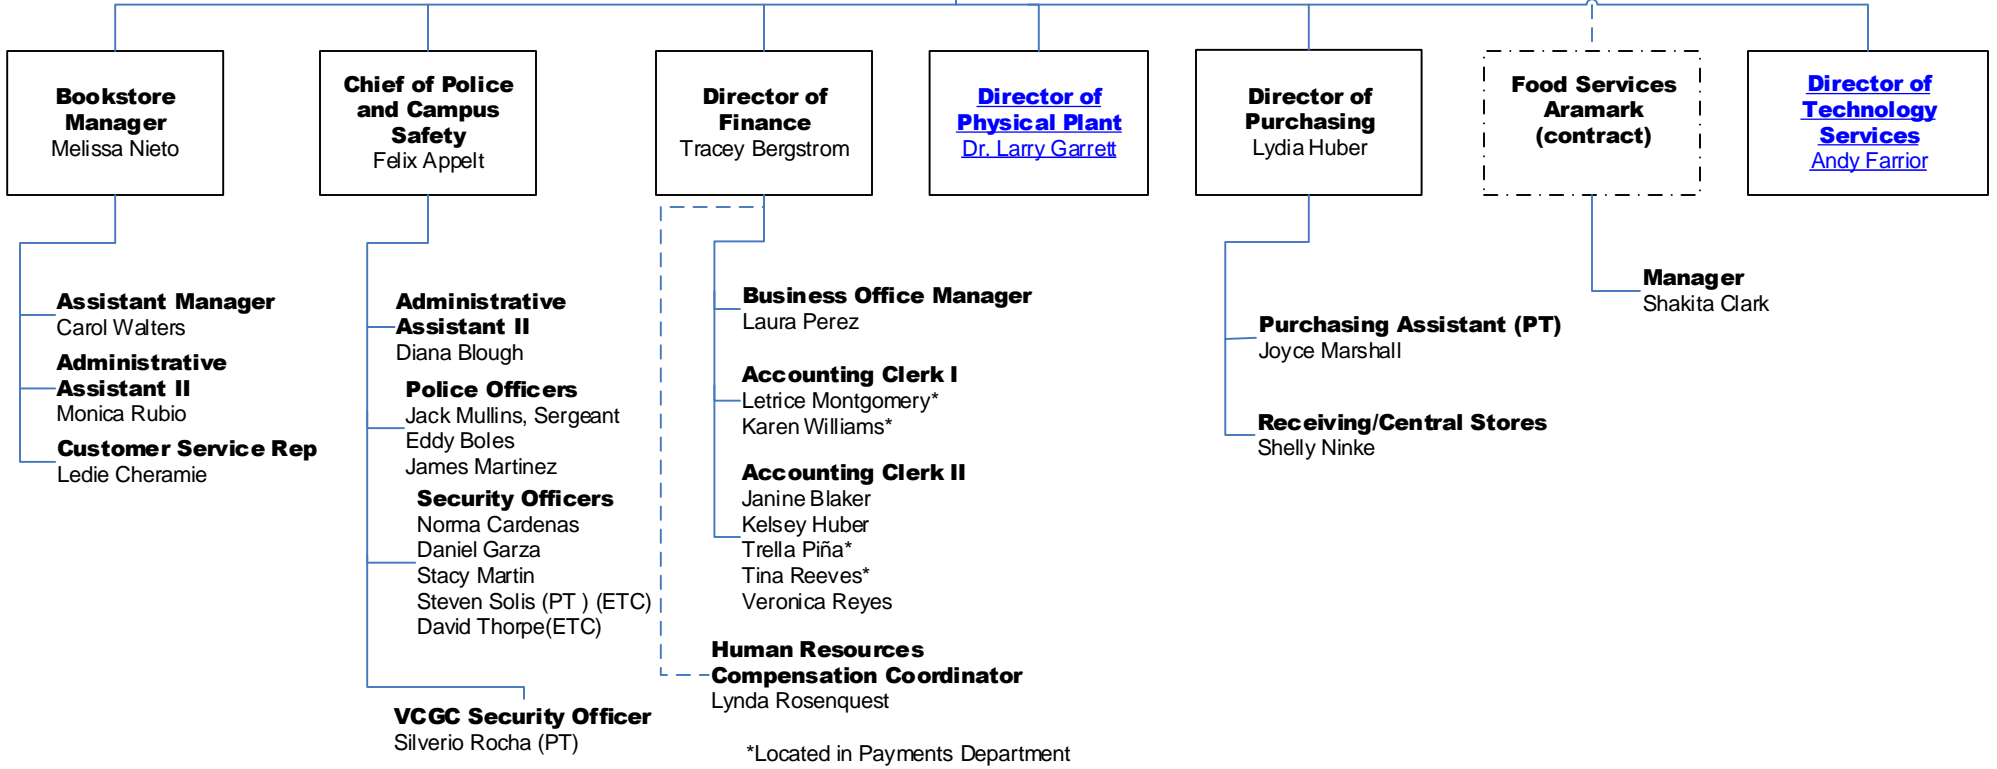 Bookstore
Manager
Melissa Nieto
Chief of Police
and Campus
Safety
Felix Appelt
Director of
Finance
Tracey Bergstrom
Director of
Physical Plant
Dr. Larry Garrett
Director of
Purchasing
Lydia Huber
Food Services
Aramark
(contract)
Director of
Technology
Services
Andy Farrior
Assistant Manager
Carol Walters
Administrative
Assistant II
Monica Rubio
Customer Service Rep
Ledie Cheramie
Administrative
Assistant II
Diana Blough
Police Officers
Jack Mullins, Sergeant
Eddy Boles
James Martinez
Security Officers
Norma Cardenas
Daniel Garza
Stacy Martin
Steven Solis (PT ) (ETC)
David Thorpe(ETC)
VCGC Security Officer
Silverio Rocha (PT)
Business Office Manager
Laura Perez
Accounting Clerk I
Letrice Montgomery*
Karen Williams*
Accounting Clerk II
Janine Blaker
Kelsey Huber
Trella Piña*
Tina Reeves*
Veronica Reyes
Human Resources
Compensation Coordinator
Lynda Rosenquest
*Located in Payments Department
Purchasing Assistant (PT)
Joyce Marshall
Receiving/Central Stores
Shelly Ninke
Manager
Shakita Clark